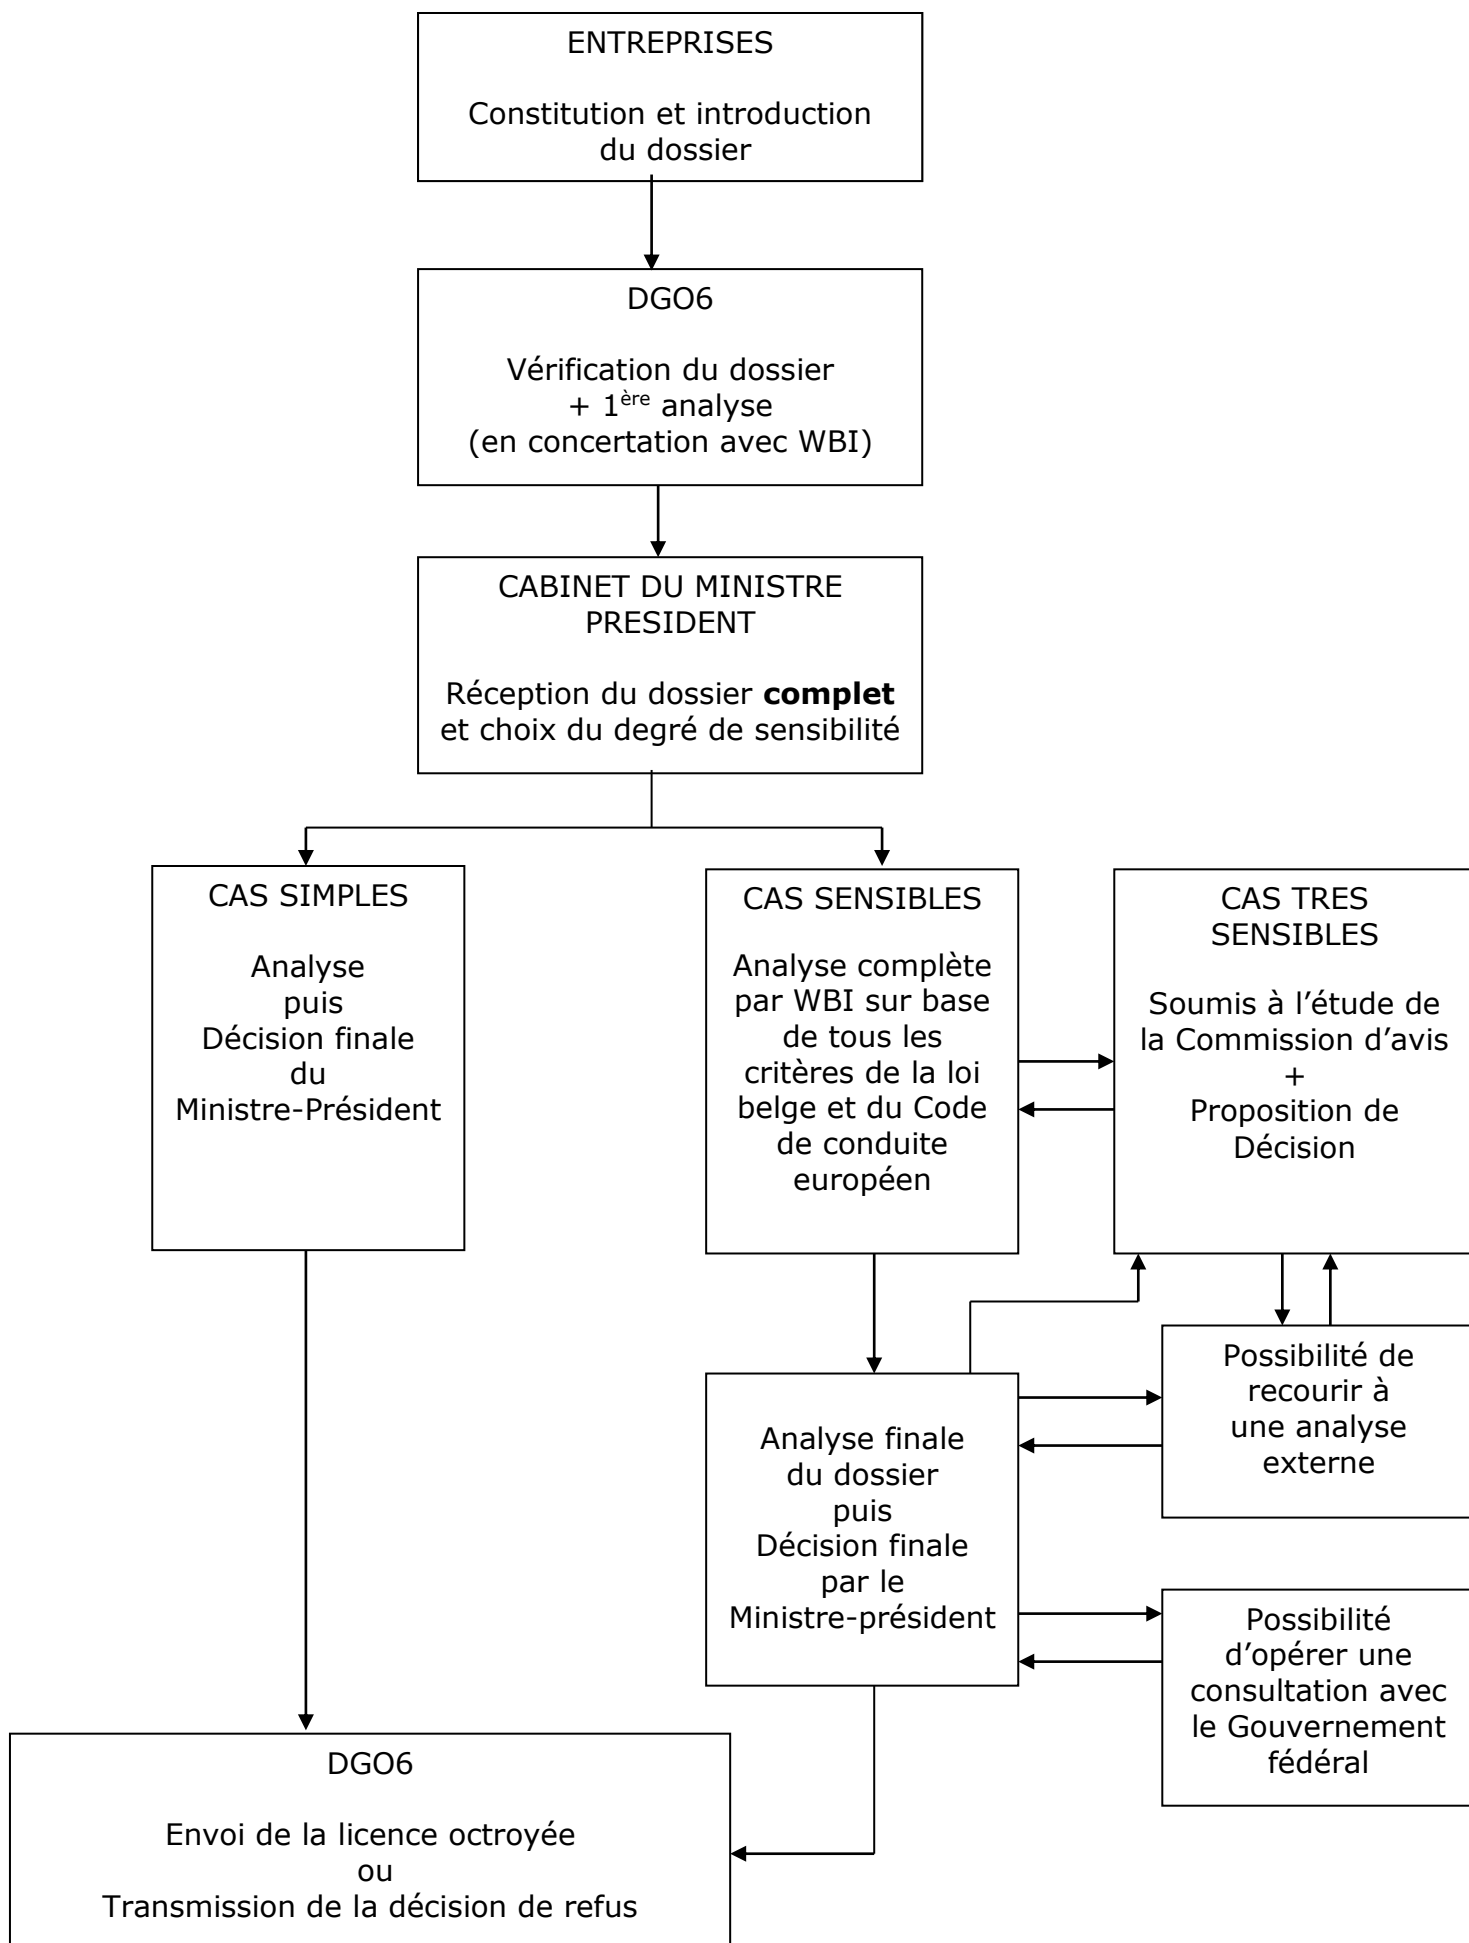 ENTREPRISES
Constitution et introduction
du dossier
DGO6
Vérification du dossier
+ 1ère analyse
(en concertation avec WBI)
CABINET DU MINISTRE
PRESIDENT
Réception du dossier complet
et choix du degré de sensibilité
CAS SIMPLES
Analyse
puis
Décision finale
du
Ministre-Président
CAS SENSIBLES
Analyse complète
par WBI sur base
de tous les
critères de la loi
belge et du Code
de conduite
européen
CAS TRES
SENSIBLES
Soumis à l’étude de
la Commission d’avis
+
Proposition de
Décision
Analyse finale
du dossier
puis
Décision finale
par le
Ministre-président
Possibilité de
recourir à
une analyse
externe
Possibilité
d’opérer une
consultation avec
le Gouvernement
fédéral
DGO6
Envoi de la licence octroyée
ou
Transmission de la décision de refus